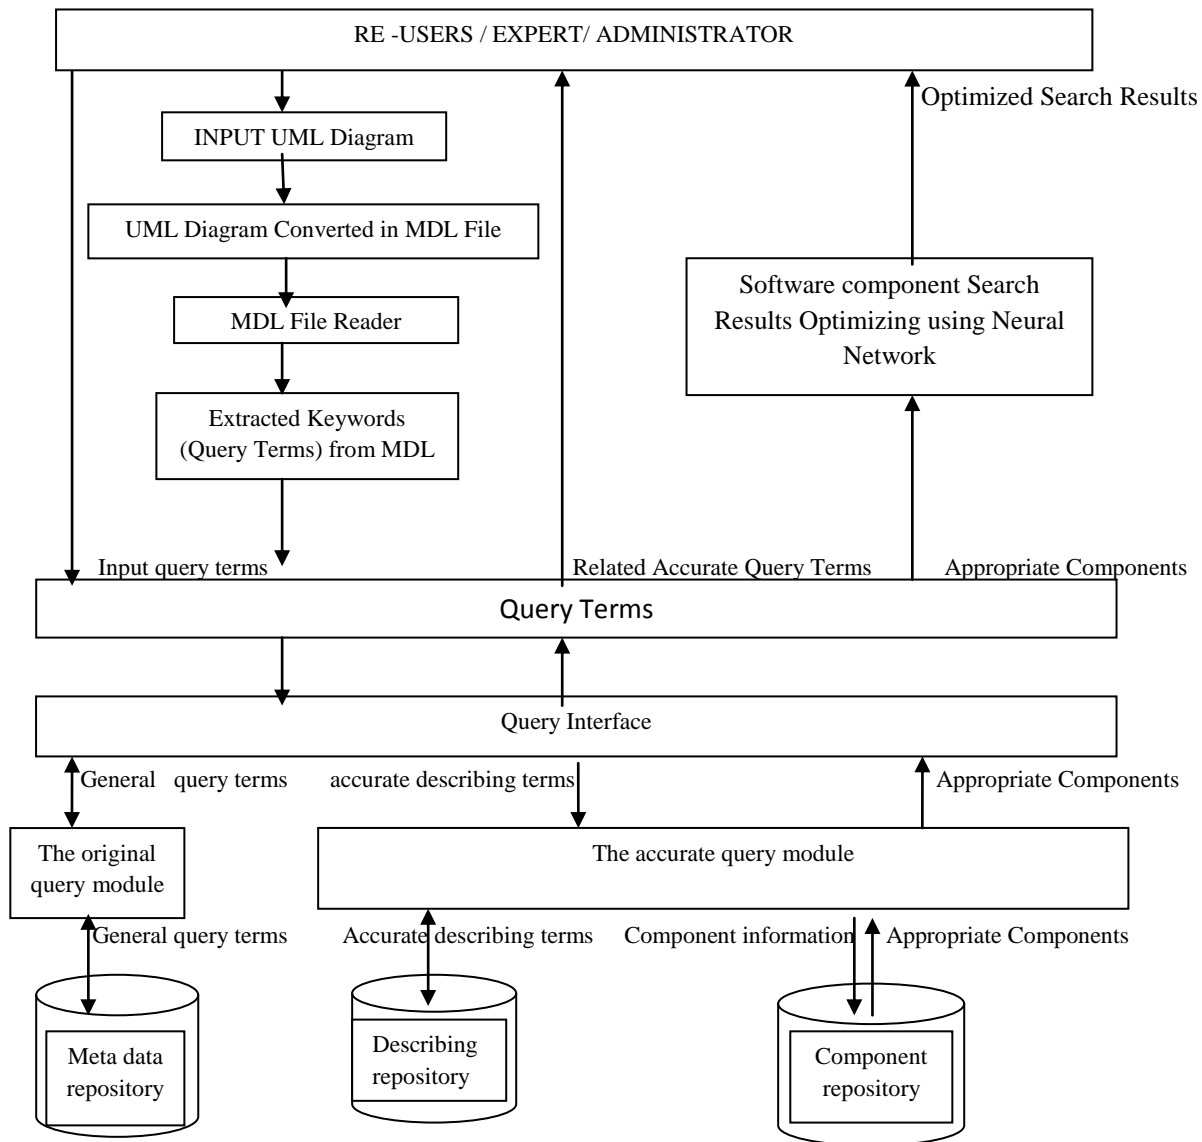 RE -USERS / EXPERT/ ADMINISTRATOR
Optimized Search Results
INPUT UML Diagram
UML Diagram Converted in MDL File
MDL File Reader
Extracted Keywords
(Query Terms) from MDL
Software component Search
Results Optimizing using Neural
Network
Input query terms
Related Accurate Query Terms
Appropriate Components
Query Terms
Query Interface
General query terms
accurate describing terms
Appropriate Components
The original
query module
The accurate query module
General query terms
Accurate describing terms
Component information
Appropriate Components
Meta data
repository
Describing
repository
Component
repository